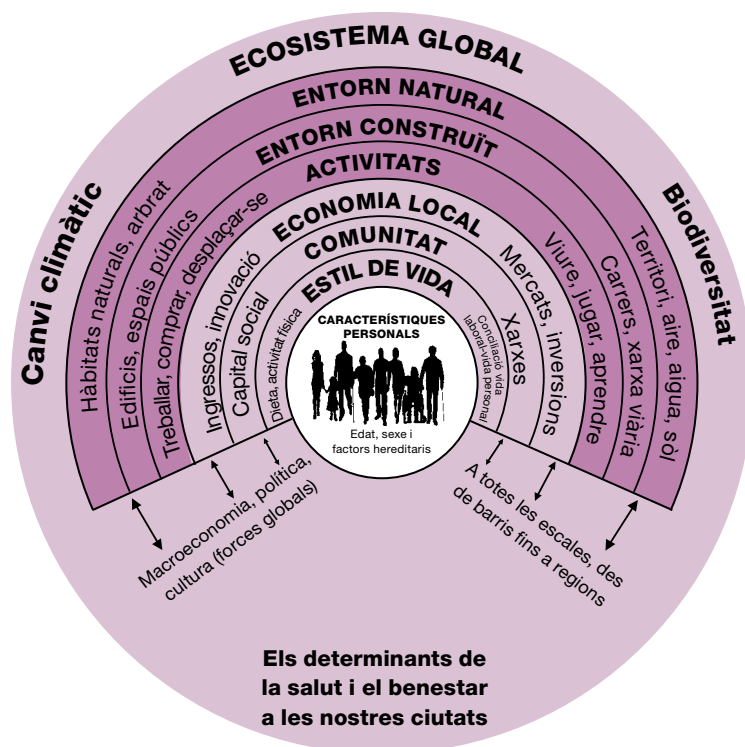 ECOSISTEMA GLOBAL
Canvi climàtic
Biodiversitat
ENTORN NATURAL
Hàbitats naturals, arbrat
Territori, aire, aigua, sòl
ENTORN CONSTRUÏT
Edificis, espais públics
Carrers, xarxa viària
ACTIVITATS
Treballar, comprar, desplaçar-se
Viure, jugar, aprendre
ECONOMIA LOCAL
Ingressos, innovació
Mercats, inversions
COMUNITAT
Capital social
Xarxes
ESTIL DE VIDA
Dieta, activitat física
Conciliació vida
laboral-vida personal
CARACTERÍSTIQUES
PERSONALS
Edat, sexe i
factors hereditaris
Macroeconomia, política,
cultura (forces globals)
A totes les escales, des
de barris fins a regions
Els determinants de
la salut i el benestar
a les nostres ciutats